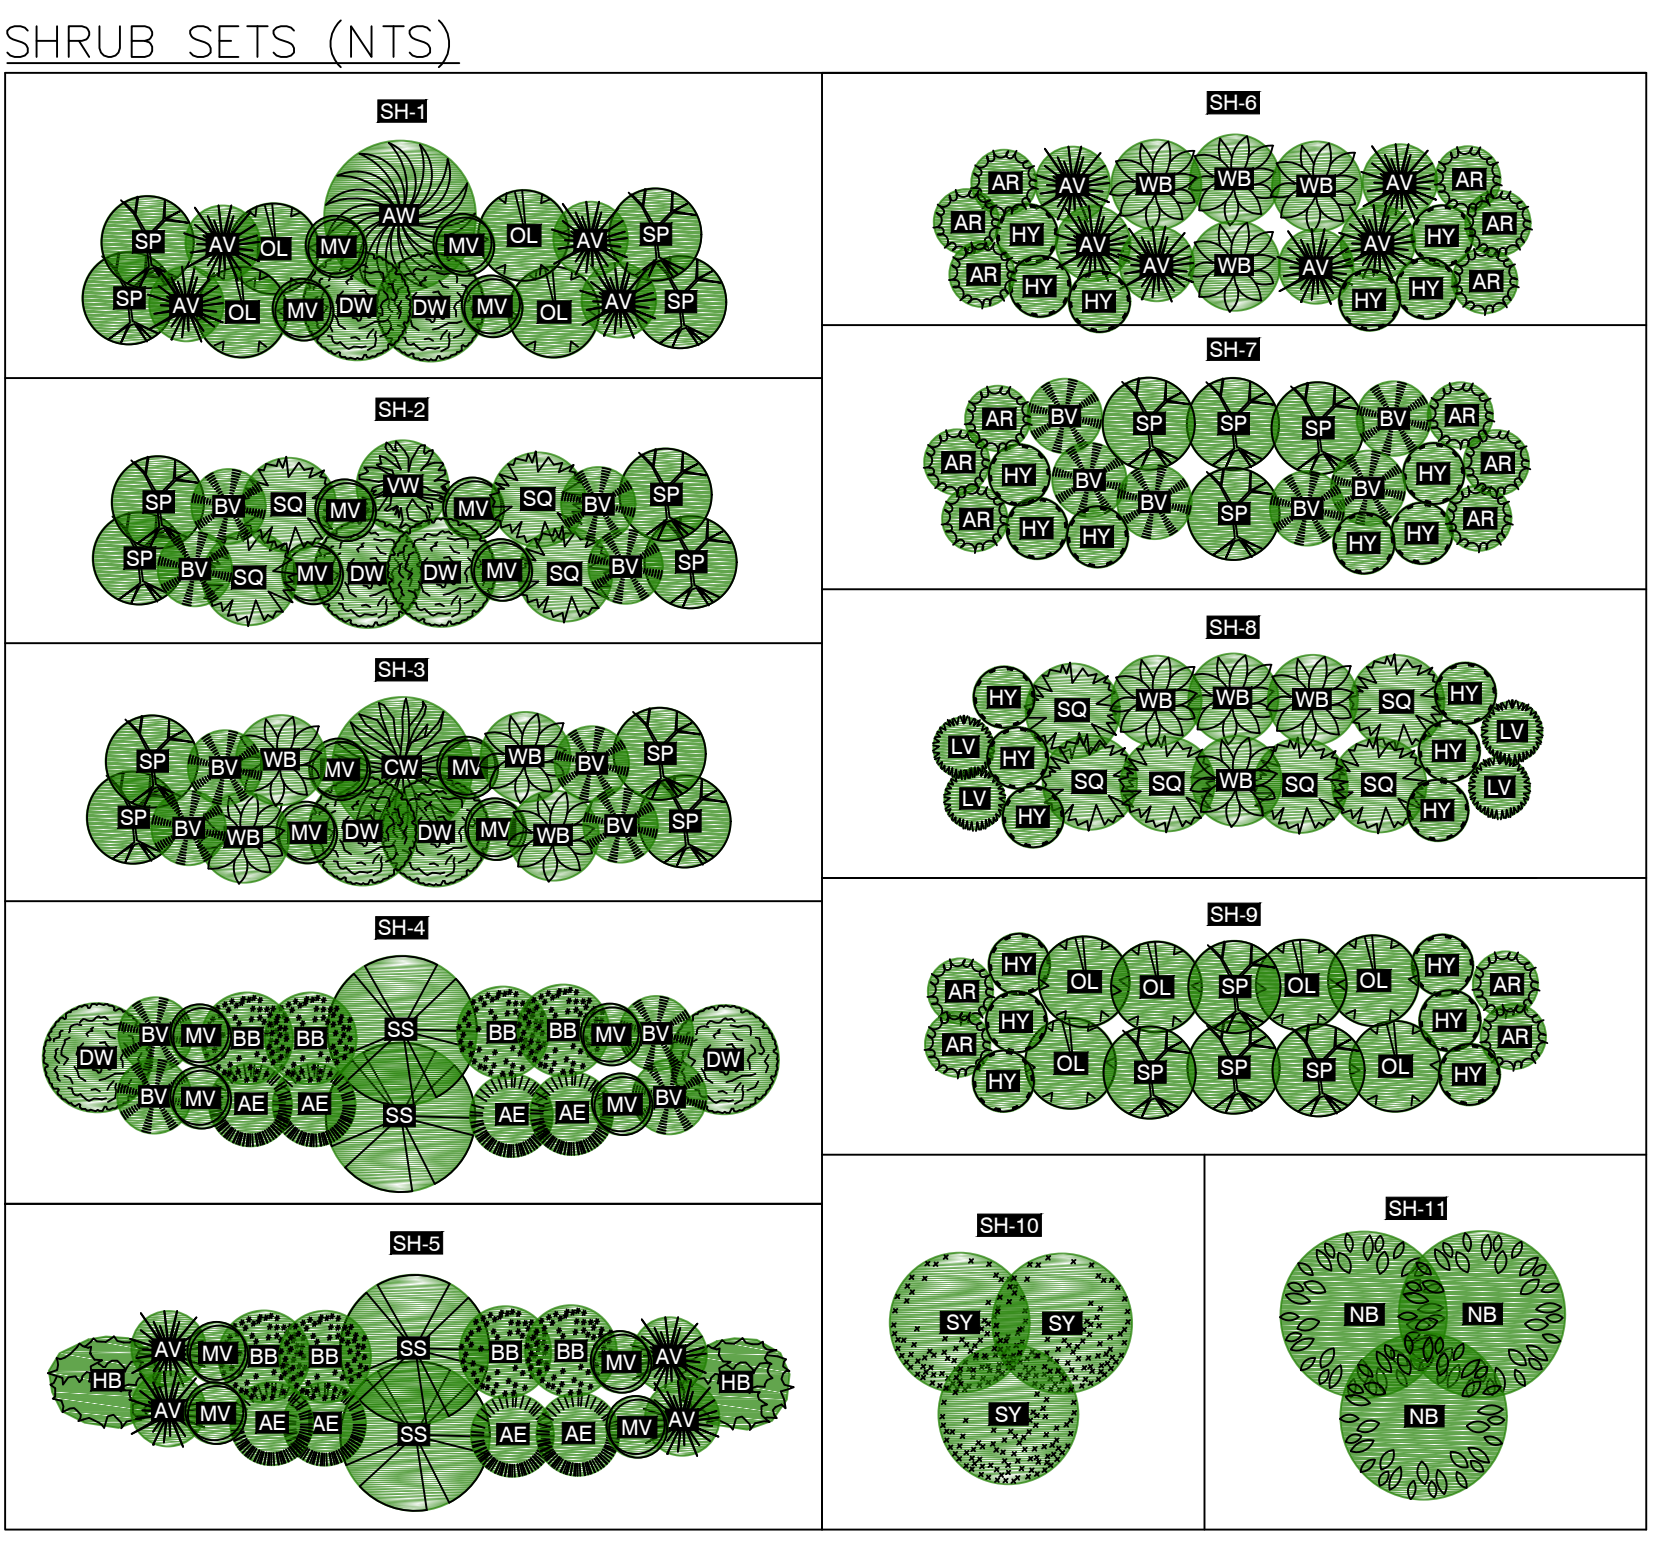 SHRUB SETS (NTS)
SH-1
AW
SP AV OL MV MV OL AV SP
SP AV OL MV DW DW MV OL AV SP
SH-2
VW
SP BV SQ MV MV SQ BV SP
SP BV SQ MV DW DW MV SQ BV SP
SH-3
SP BV WB MV CW MV WB BV SP
SP BV WB MV DW DW MV WB BV SP
SH-4
BV MV BB BB SS BB BB MV BV
DW DW
BV MV AE AE SS AE AE MV BV
SH-5
AV MV BB BB SS BB BB MV AV
HB HB
AV MV AE AE SS AE AE MV AV
SH-6
AR AV WB WB WB AV AR
AR HY AV AV HY AR
AR HY HY AV WB AV HY HY AR
SH-7
AR BV SP SP SP BV AR
AR HY BV BV HY AR
AR HY HY BV SP BV HY HY AR
SH-8
HY SQ WB WB WB SQ HY
LV HY HY LV
LV HY SQ SQ WB SQ SQ HY LV
SH-9
HY OL OL SP OL OL HY
AR HY HY AR
AR HY OL SP SP SP OL HY AR
SH-10
SY SY
SY
SH-11
NB NB
NB